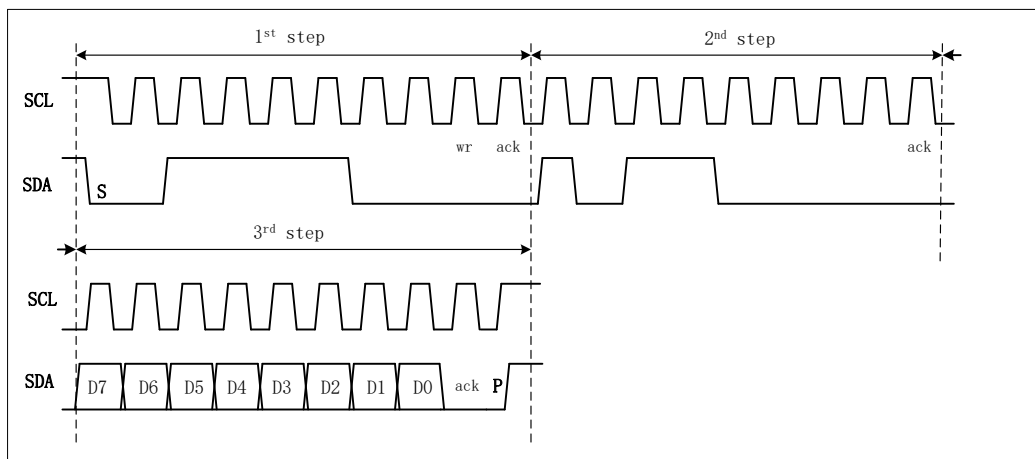 1st step 2nd step
SCL
wr ack ack
SDA S
3rd step
SCL
SDA D7 D6 D5 D4 D3 D2 D1 D0 ack P